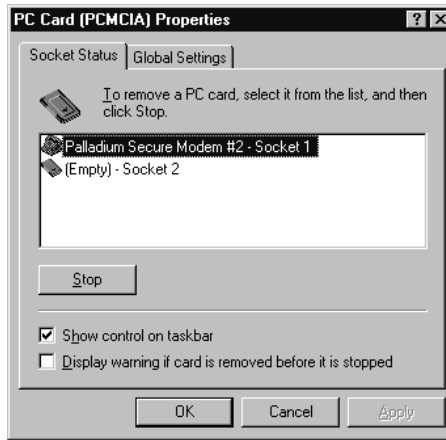 PC Card (PCMCIA) Properties
Socket Status
Global Settings
To remove a PC card, select it from the list, and then
click Stop.
Palladium Secure Modem #2 - Socket 1
(Empty) - Socket 2
Stop
Show control on taskbar
Display warning if card is removed before it is stopped
OK
Cancel
Apply